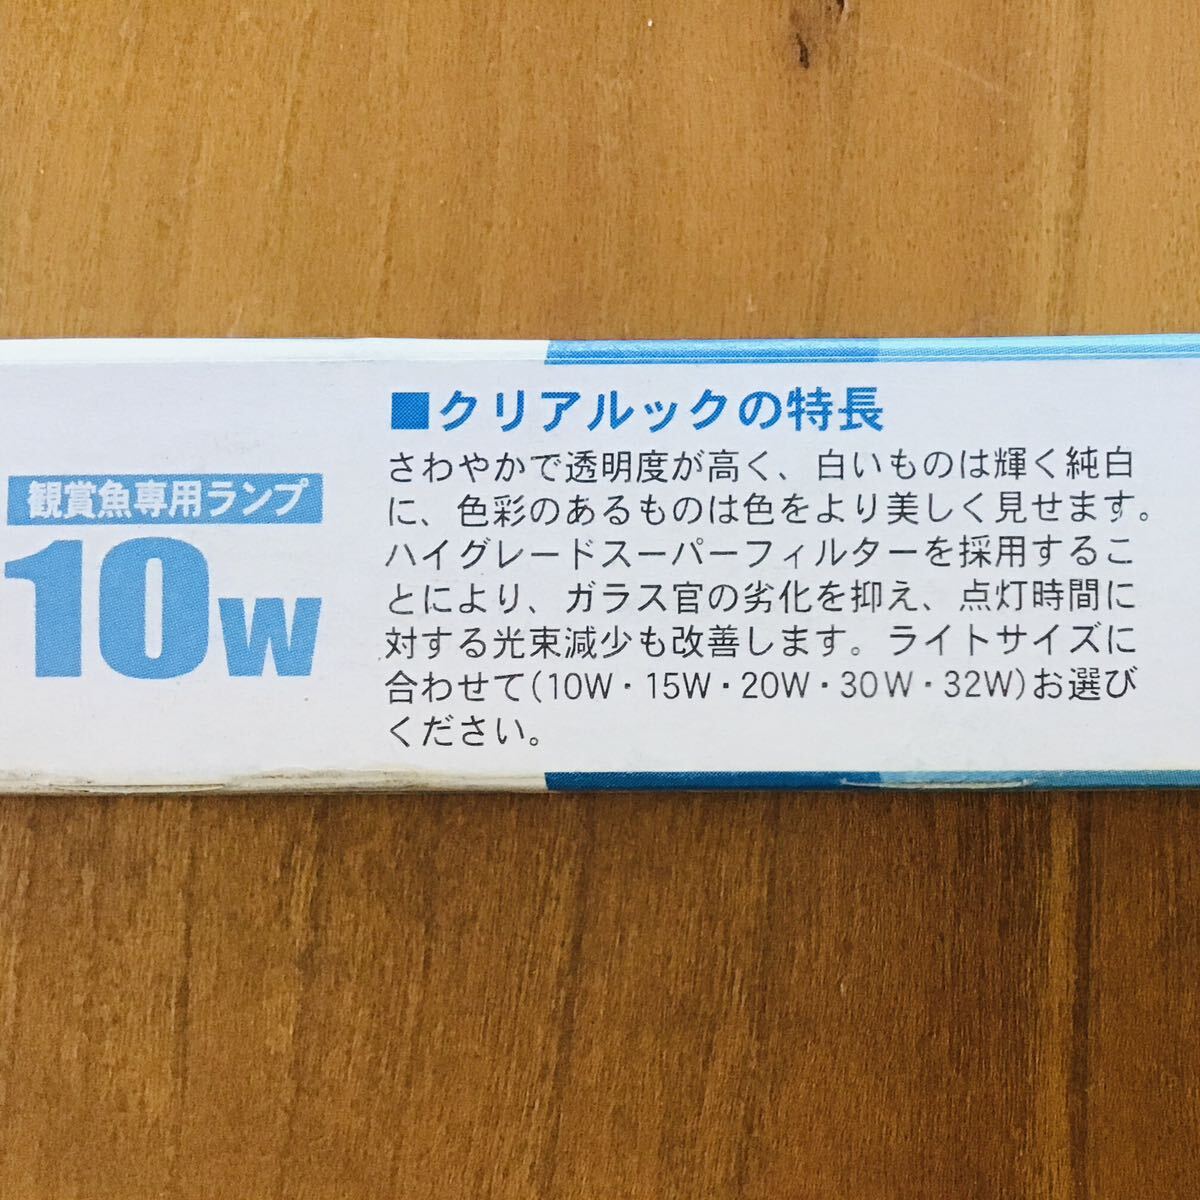 観賞魚専用ランプ
10W
■クリアルックの特長
さわやかで透明度が高く、白いものは輝く純白
に、色彩のあるものは色をより美しく見せます。
ハイグレードスーパーフィルターを採用するこ
とにより、ガラス官の劣化を抑え、点灯時間に
対する光束減少も改善します。ライトサイズに
合わせて(10W・15W・20W・30W・32W)お選び
ください。